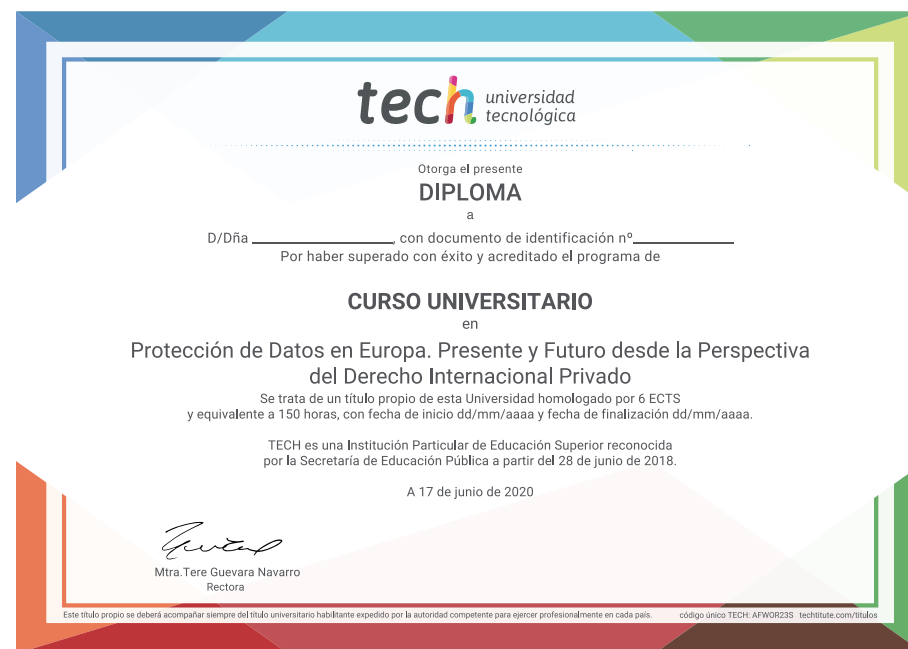 tech universidad
tecnológica
Otorga el presente
DIPLOMA
a
D/Dña ____________________, con documento de identificación nº______________
Por haber superado con éxito y acreditado el programa de
CURSO UNIVERSITARIO
en
Protección de Datos en Europa. Presente y Futuro desde la Perspectiva
del Derecho Internacional Privado
Se trata de un título propio de esta Universidad homologado por 6 ECTS
y equivalente a 150 horas, con fecha de inicio dd/mm/aaaa y fecha de finalización dd/mm/aaaa.
TECH es una Institución Particular de Educación Superior reconocida
por la Secretaría de Educación Pública a partir del 28 de junio de 2018.
A 17 de junio de 2020
Mtra.Tere Guevara Navarro
Rectora
Este título propio se deberá acompañar siempre del título universitario habilitante expedido por la autoridad competente para ejercer profesionalmente en cada país. código único TECH: AFWOR23S techtitute.com/titulos